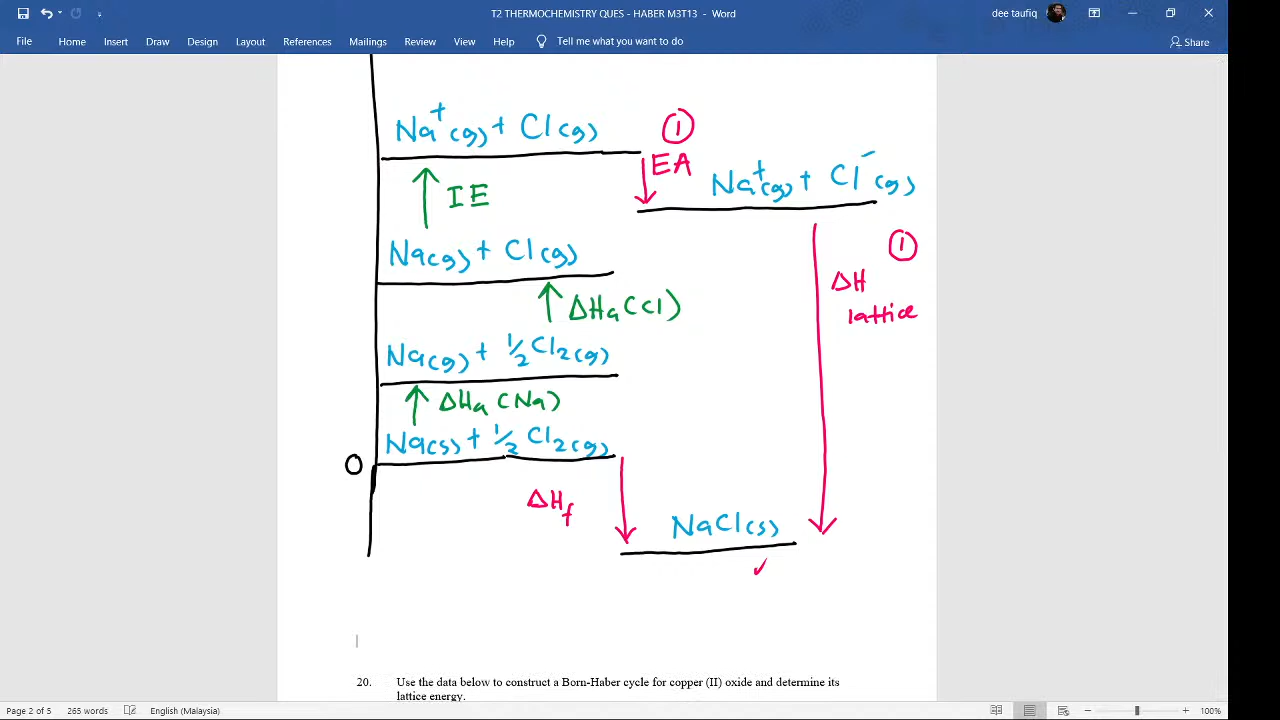 T2 THERMOCHEMISTRY QUES - HABER M3T13 - Word
dee taufiq
File Home Insert Draw Design Layout References Mailings Review View Help Tell me what you want to do Share
Na⁺(g) + Cl(g)
①
EA
Na⁺(g) + Cl⁻(g)
IE
Na(g) + Cl(g)
①
ΔH
lattice
ΔHa (Cl)
Na(g) + ½Cl₂(g)
ΔHa (Na)
Na(s) + ½Cl₂(g)
0
ΔHf
NaCl(s)
✓
20. Use the data below to construct a Born-Haber cycle for copper (II) oxide and determine its
lattice energy.
Page 2 of 5 265 words English (Malaysia) 100%